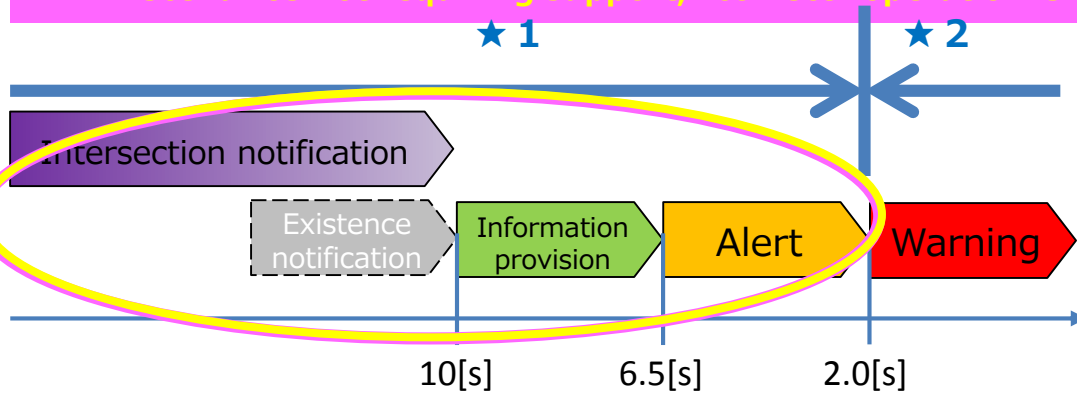 ★ 1
★ 2
Intersection notification
Existence
notification
Information
provision
Alert
Warning
10[s]
6.5[s]
2.0[s]